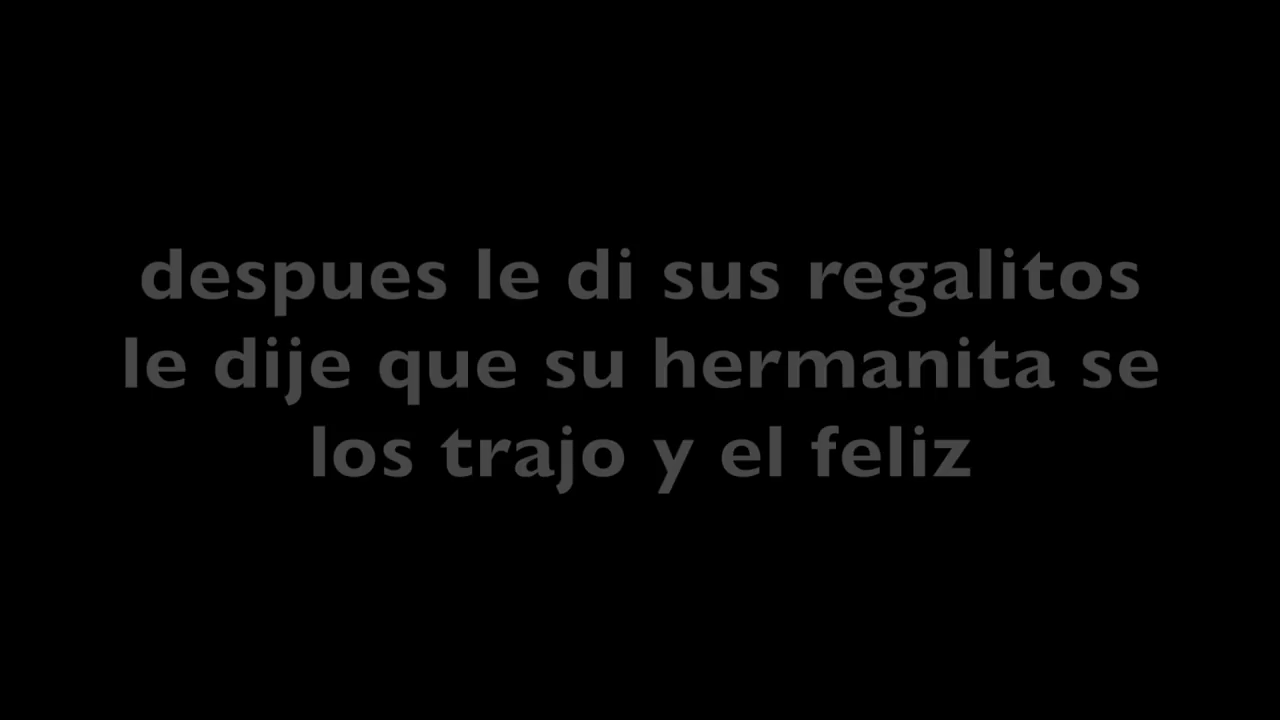 despues le di sus regalitos
le dije que su hermanita se
los trajo y el feliz